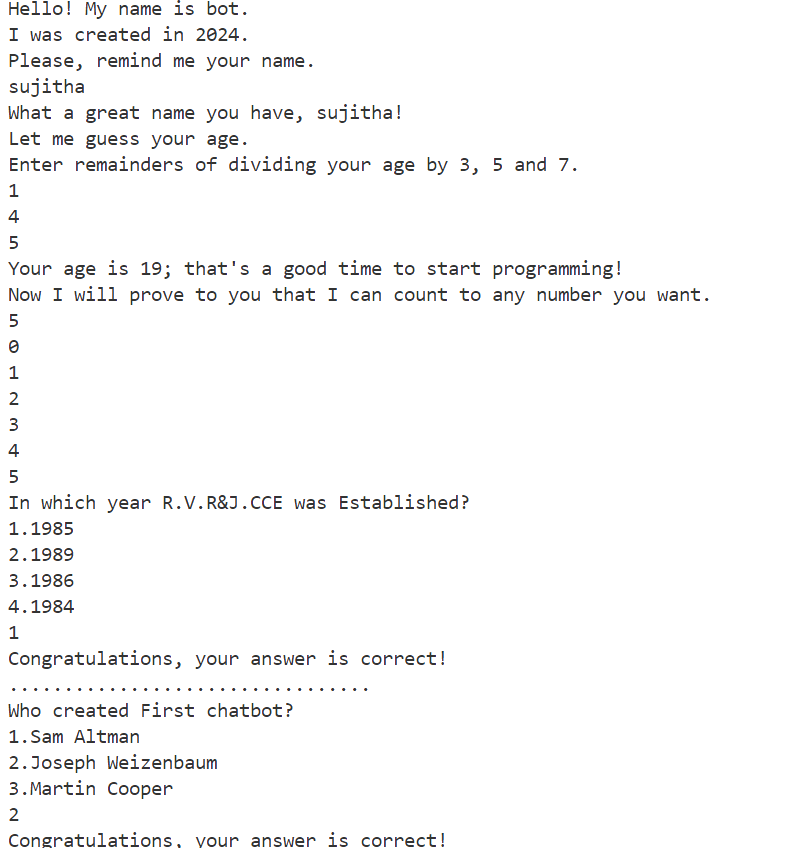 Hello! My name is bot.
I was created in 2024.
Please, remind me your name.
sujitha
What a great name you have, sujitha!
Let me guess your age.
Enter remainders of dividing your age by 3, 5 and 7.
1
4
5
Your age is 19; that's a good time to start programming!
Now I will prove to you that I can count to any number you want.
5
0
1
2
3
4
5
In which year R.V.R&J.CCE was Established?
1.1985
2.1989
3.1986
4.1984
1
Congratulations, your answer is correct!
.................................
Who created First chatbot?
1.Sam Altman
2.Joseph Weizenbaum
3.Martin Cooper
2
Congratulations, your answer is correct!